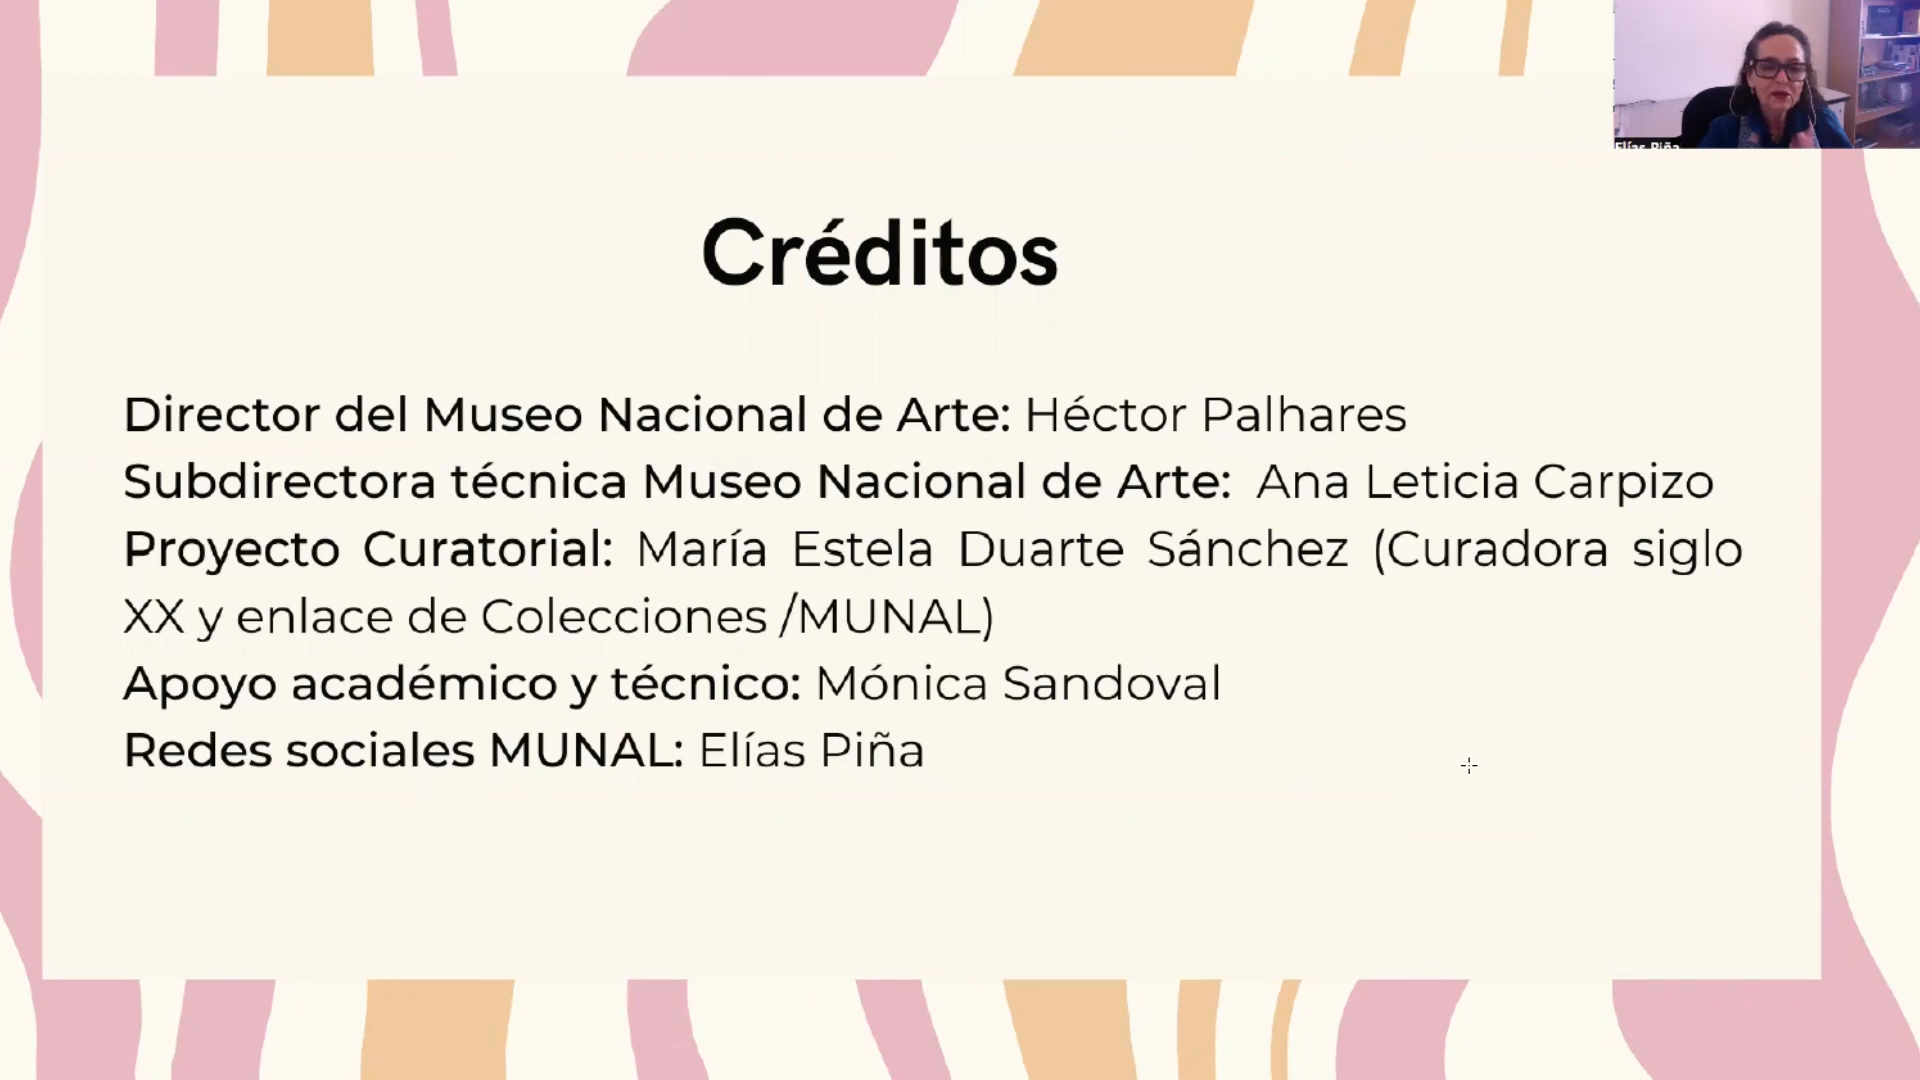 Elías Piña
Créditos
Director del Museo Nacional de Arte: Héctor Palhares
Subdirectora técnica Museo Nacional de Arte: Ana Leticia Carpizo
Proyecto Curatorial: María Estela Duarte Sánchez (Curadora siglo
XX y enlace de Colecciones /MUNAL)
Apoyo académico y técnico: Mónica Sandoval
Redes sociales MUNAL: Elías Piña